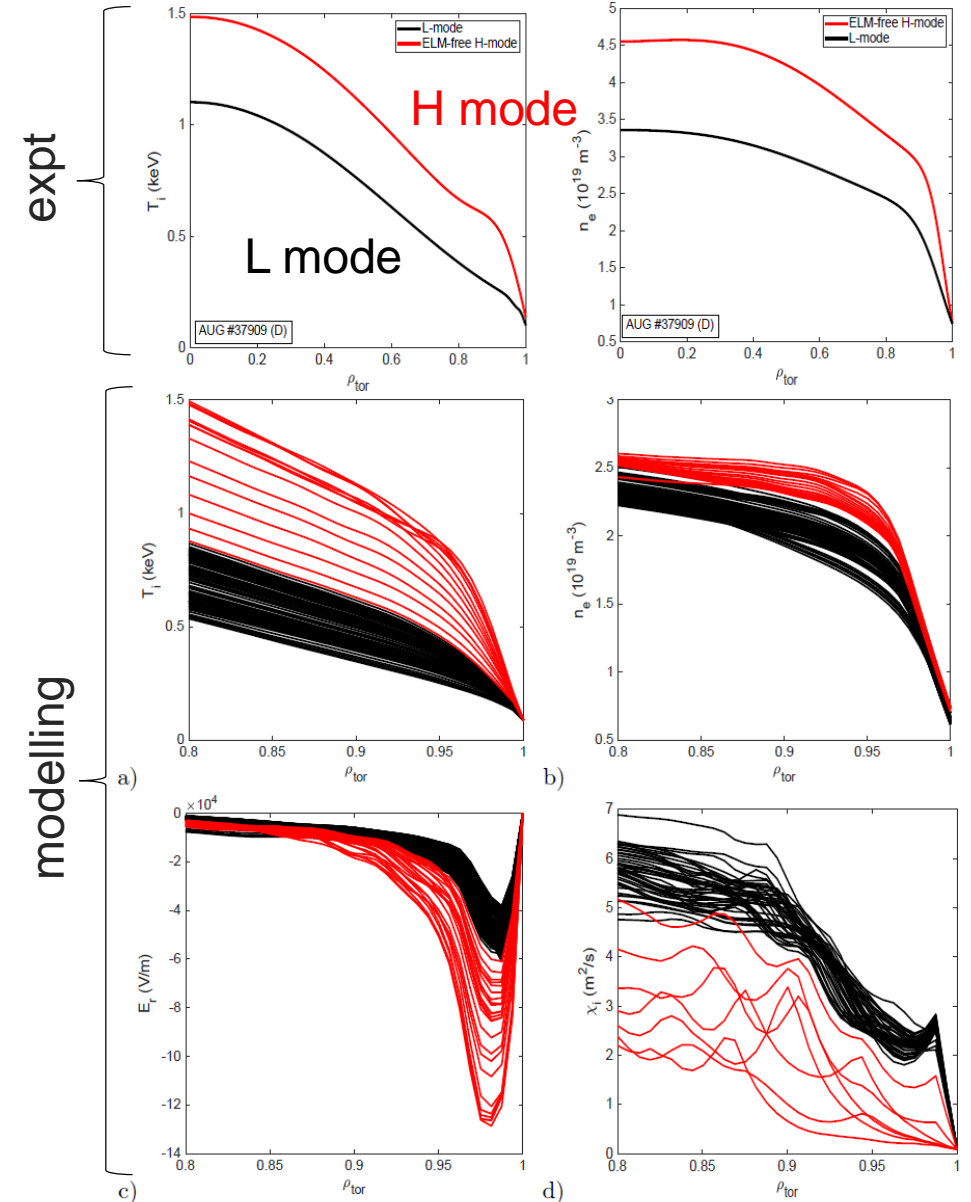 expt
1.5
1
0.5
0
T_i (keV)
L-mode
ELM-free H-mode
H mode
L mode
AUG #37909 (D)
0 0.2 0.4 0.6 0.8 1
ρ_tor
5
4.5
4
3.5
3
2.5
2
1.5
1
0.5
n_e (10^19 m^-3)
ELM-free H-mode
L-mode
AUG #37909 (D)
0 0.2 0.4 0.6 0.8 1
ρ_tor
modelling
1.5
1
0.5
0
T_i (keV)
0.8 0.85 0.9 0.95 1
ρ_tor
a)
3
2.5
2
1.5
1
0.5
n_e (10^19 m^-3)
0.8 0.85 0.9 0.95 1
ρ_tor
b)
×10^4
0
-2
-4
-6
-8
-10
-12
-14
E_r (V/m)
0.8 0.85 0.9 0.95 1
ρ_tor
c)
7
6
5
4
3
2
1
0
χ_i (m^2/s)
0.8 0.85 0.9 0.95 1
ρ_tor
d)